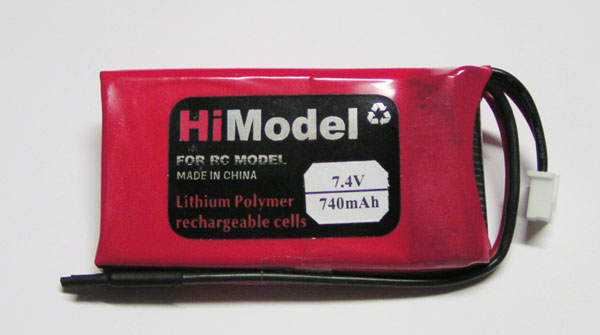 HiModel
FOR RC MODEL
MADE IN CHINA
7.4V
Lithium Polymer
740mAh
rechargeable cells